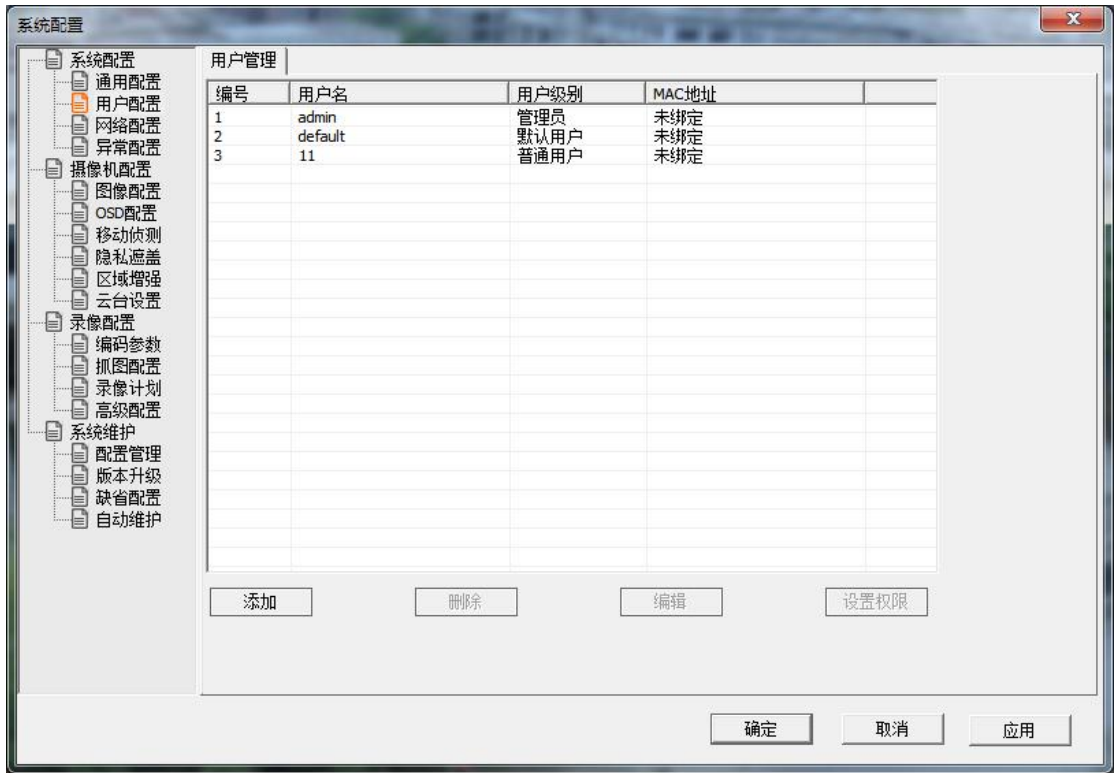 系统配置
系统配置
通用配置
用户配置
网络配置
异常配置
摄像机配置
图像配置
OSD配置
移动侦测
隐私遮盖
区域增强
云台设置
录像配置
编码参数
抓图配置
录像计划
高级配置
系统维护
配置管理
版本升级
缺省配置
自动维护
用户管理
编号 用户名 用户级别 MAC地址
1 admin 管理员 未绑定
2 default 默认用户 未绑定
3 11 普通用户 未绑定
添加 删除 编辑 设置权限
确定 取消 应用